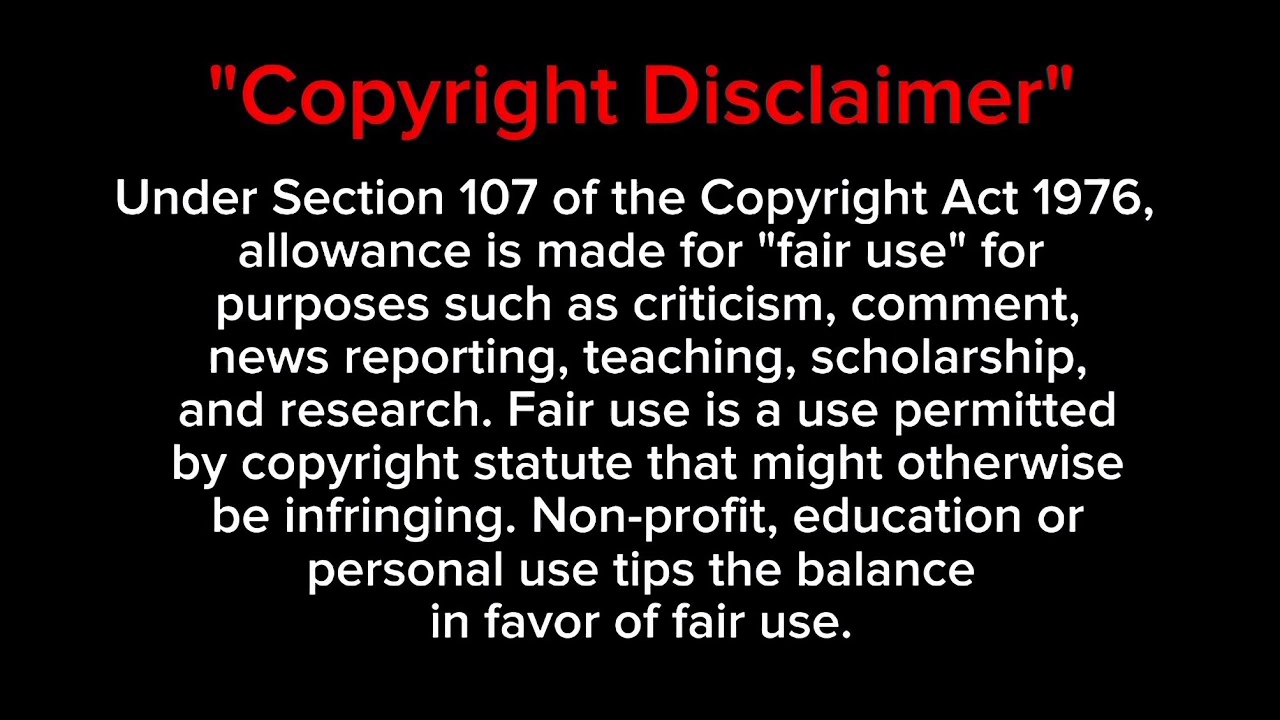 "Copyright Disclaimer"
Under Section 107 of the Copyright Act 1976,
allowance is made for "fair use" for
purposes such as criticism, comment,
news reporting, teaching, scholarship,
and research. Fair use is a use permitted
by copyright statute that might otherwise
be infringing. Non-profit, education or
personal use tips the balance
in favor of fair use.